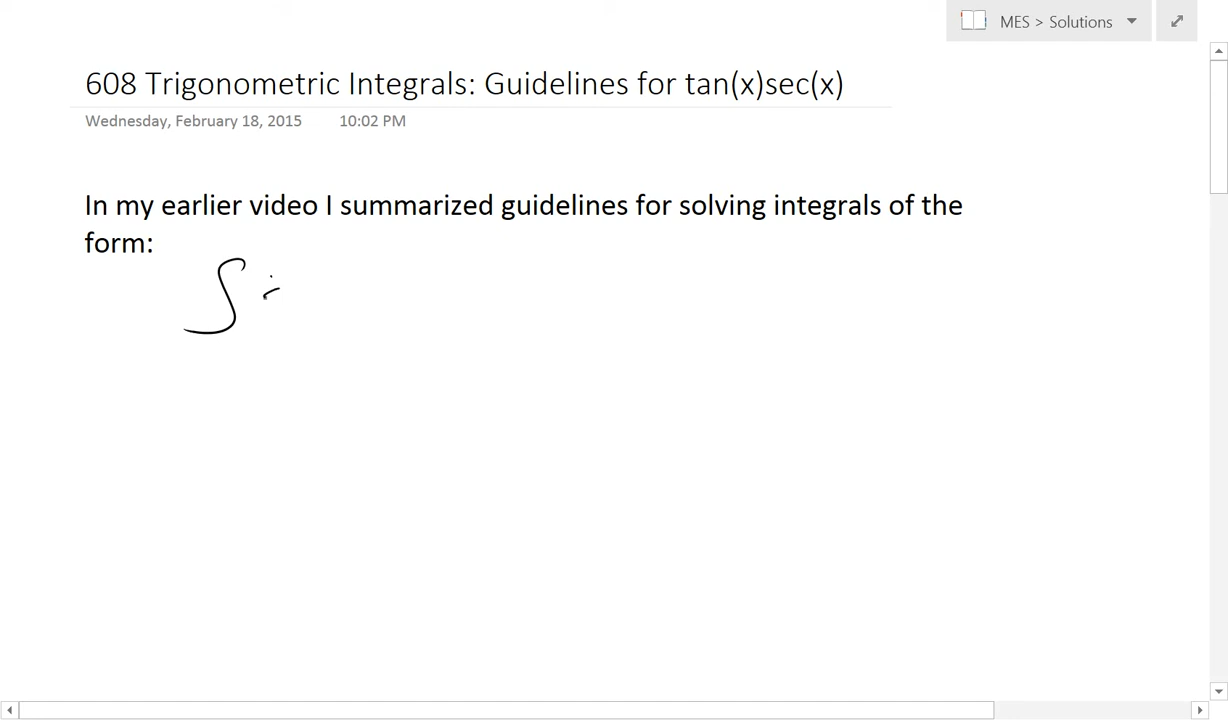 MES > Solutions
608 Trigonometric Integrals: Guidelines for tan(x)sec(x)
Wednesday, February 18, 2015 10:02 PM
In my earlier video I summarized guidelines for solving integrals of the
form:
∫